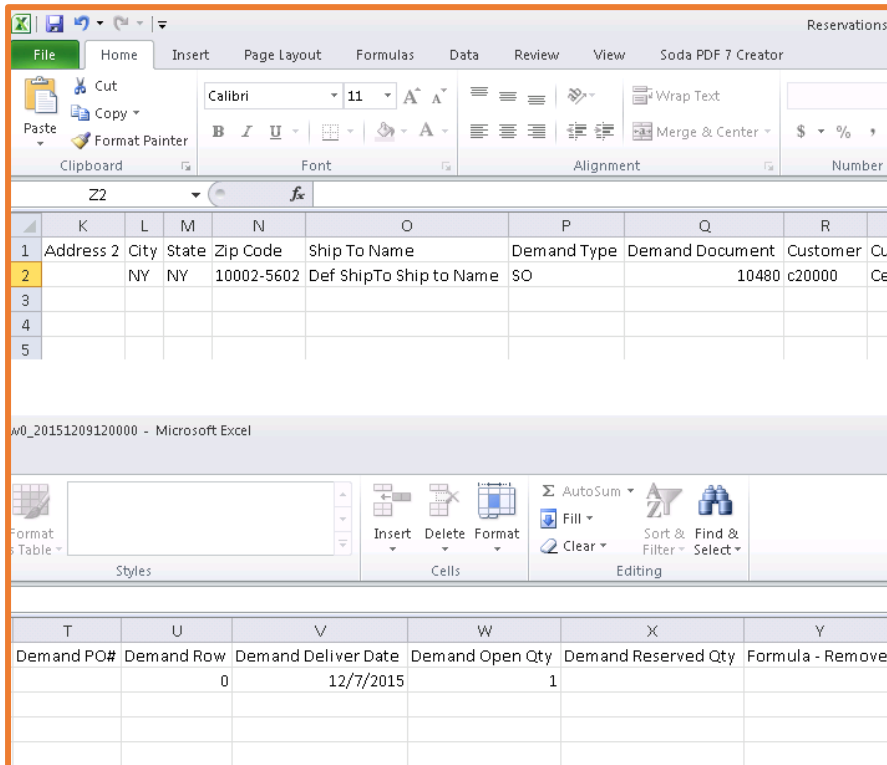 Reservations
File Home Insert Page Layout Formulas Data Review View Soda PDF 7 Creator
Cut
Copy
Paste
Format Painter
Calibri 11 A A
B I U A
Wrap Text
Merge & Center
$ % ,
Clipboard Font Alignment Number
Z2 fx
K L M N O P Q R
1 Address 2 City State Zip Code Ship To Name Demand Type Demand Document Customer Cu
2 NY NY 10002-5602 Def ShipTo Ship to Name SO 10480 c20000 Ce
3
4
5
w0_20151209120000 - Microsoft Excel
Format
s Table
Insert Delete Format
Σ AutoSum
Fill
Clear
A
Z
Sort & Find &
Filter Select
Styles Cells Editing
T U V W X Y
Demand PO# Demand Row Demand Deliver Date Demand Open Qty Demand Reserved Qty Formula - Remove
0 12/7/2015 1